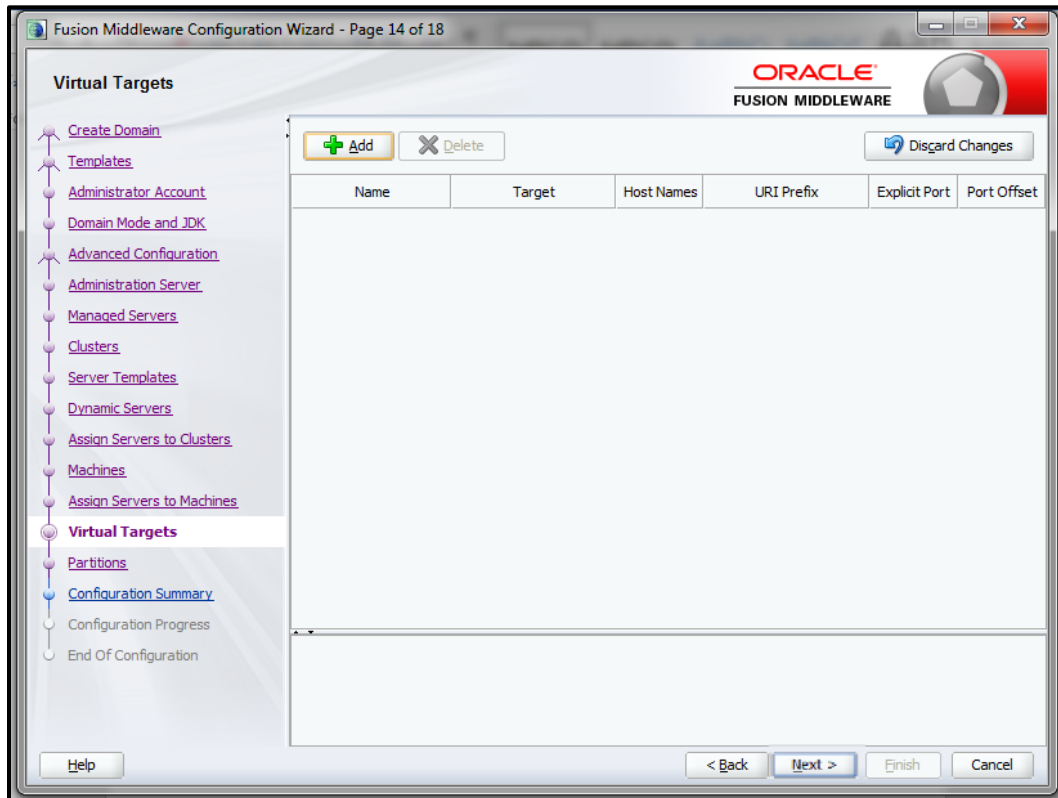 Fusion Middleware Configuration Wizard - Page 14 of 18
Virtual Targets
ORACLE
FUSION MIDDLEWARE
Create Domain
Templates
Administrator Account
Domain Mode and JDK
Advanced Configuration
Administration Server
Managed Servers
Clusters
Server Templates
Dynamic Servers
Assign Servers to Clusters
Machines
Assign Servers to Machines
Virtual Targets
Partitions
Configuration Summary
Configuration Progress
End Of Configuration
Add Delete Discard Changes
Name Target Host Names URI Prefix Explicit Port Port Offset
Help < Back Next > Finish Cancel